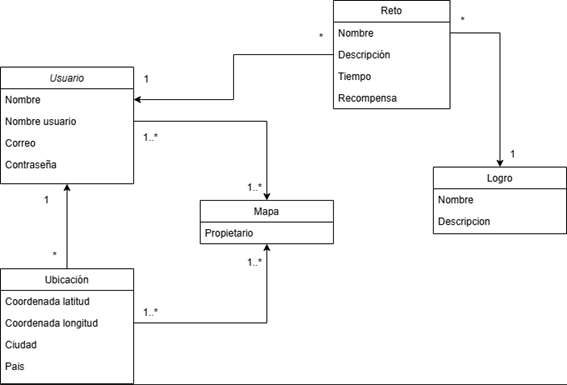 Reto
Nombre
Descripción
Tiempo
Recompensa
*
*
1
Usuario
Nombre
Nombre usuario
Correo
Contraseña
1..*
1
Logro
Nombre
Descripcion
1..*
Mapa
Propietario
1
*
1..*
Ubicación
Coordenada latitud
Coordenada longitud
Ciudad
Pais
1..*